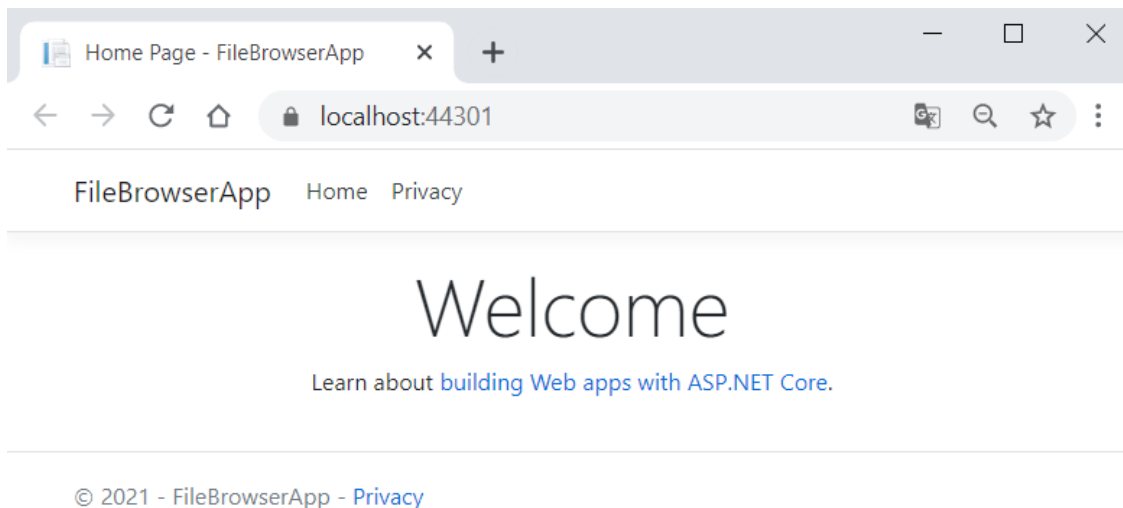 Home Page - FileBrowserApp
localhost:44301
FileBrowserApp Home Privacy
Welcome
Learn about building Web apps with ASP.NET Core.
© 2021 - FileBrowserApp - Privacy